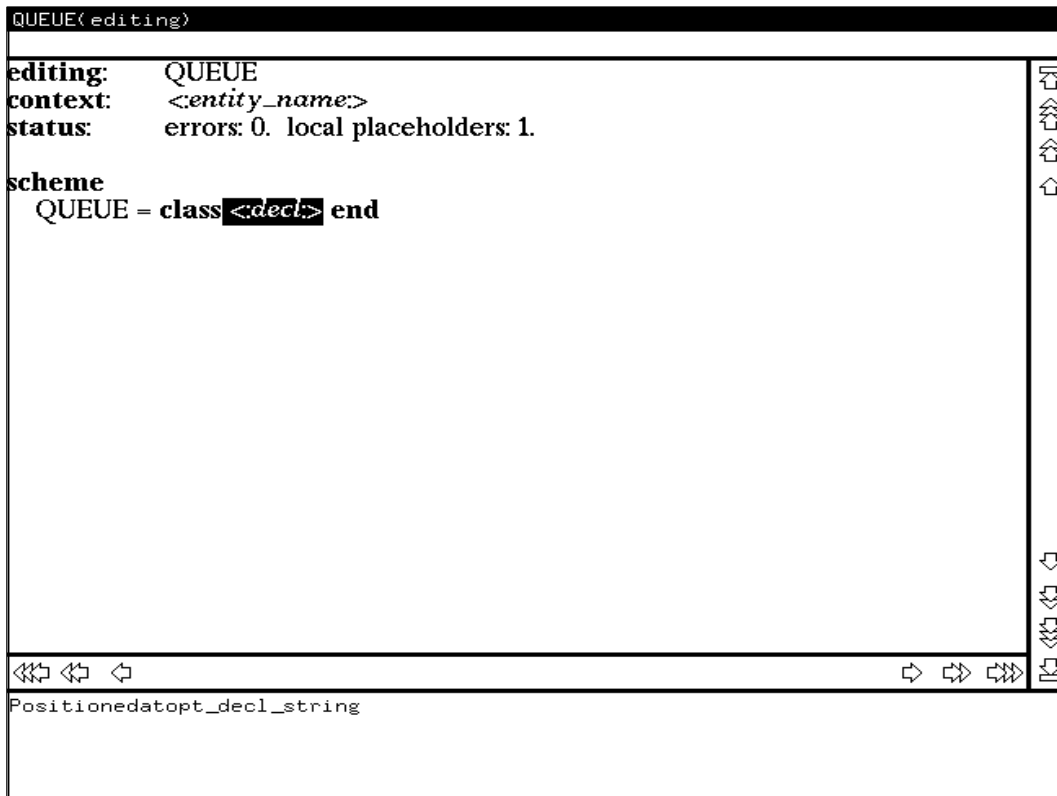 QUEUE(editing)
editing: QUEUE
context: <:entity_name:>
status: errors: 0. local placeholders: 1.
scheme
QUEUE = class <:decl:> end
Positionedatopt_decl_string